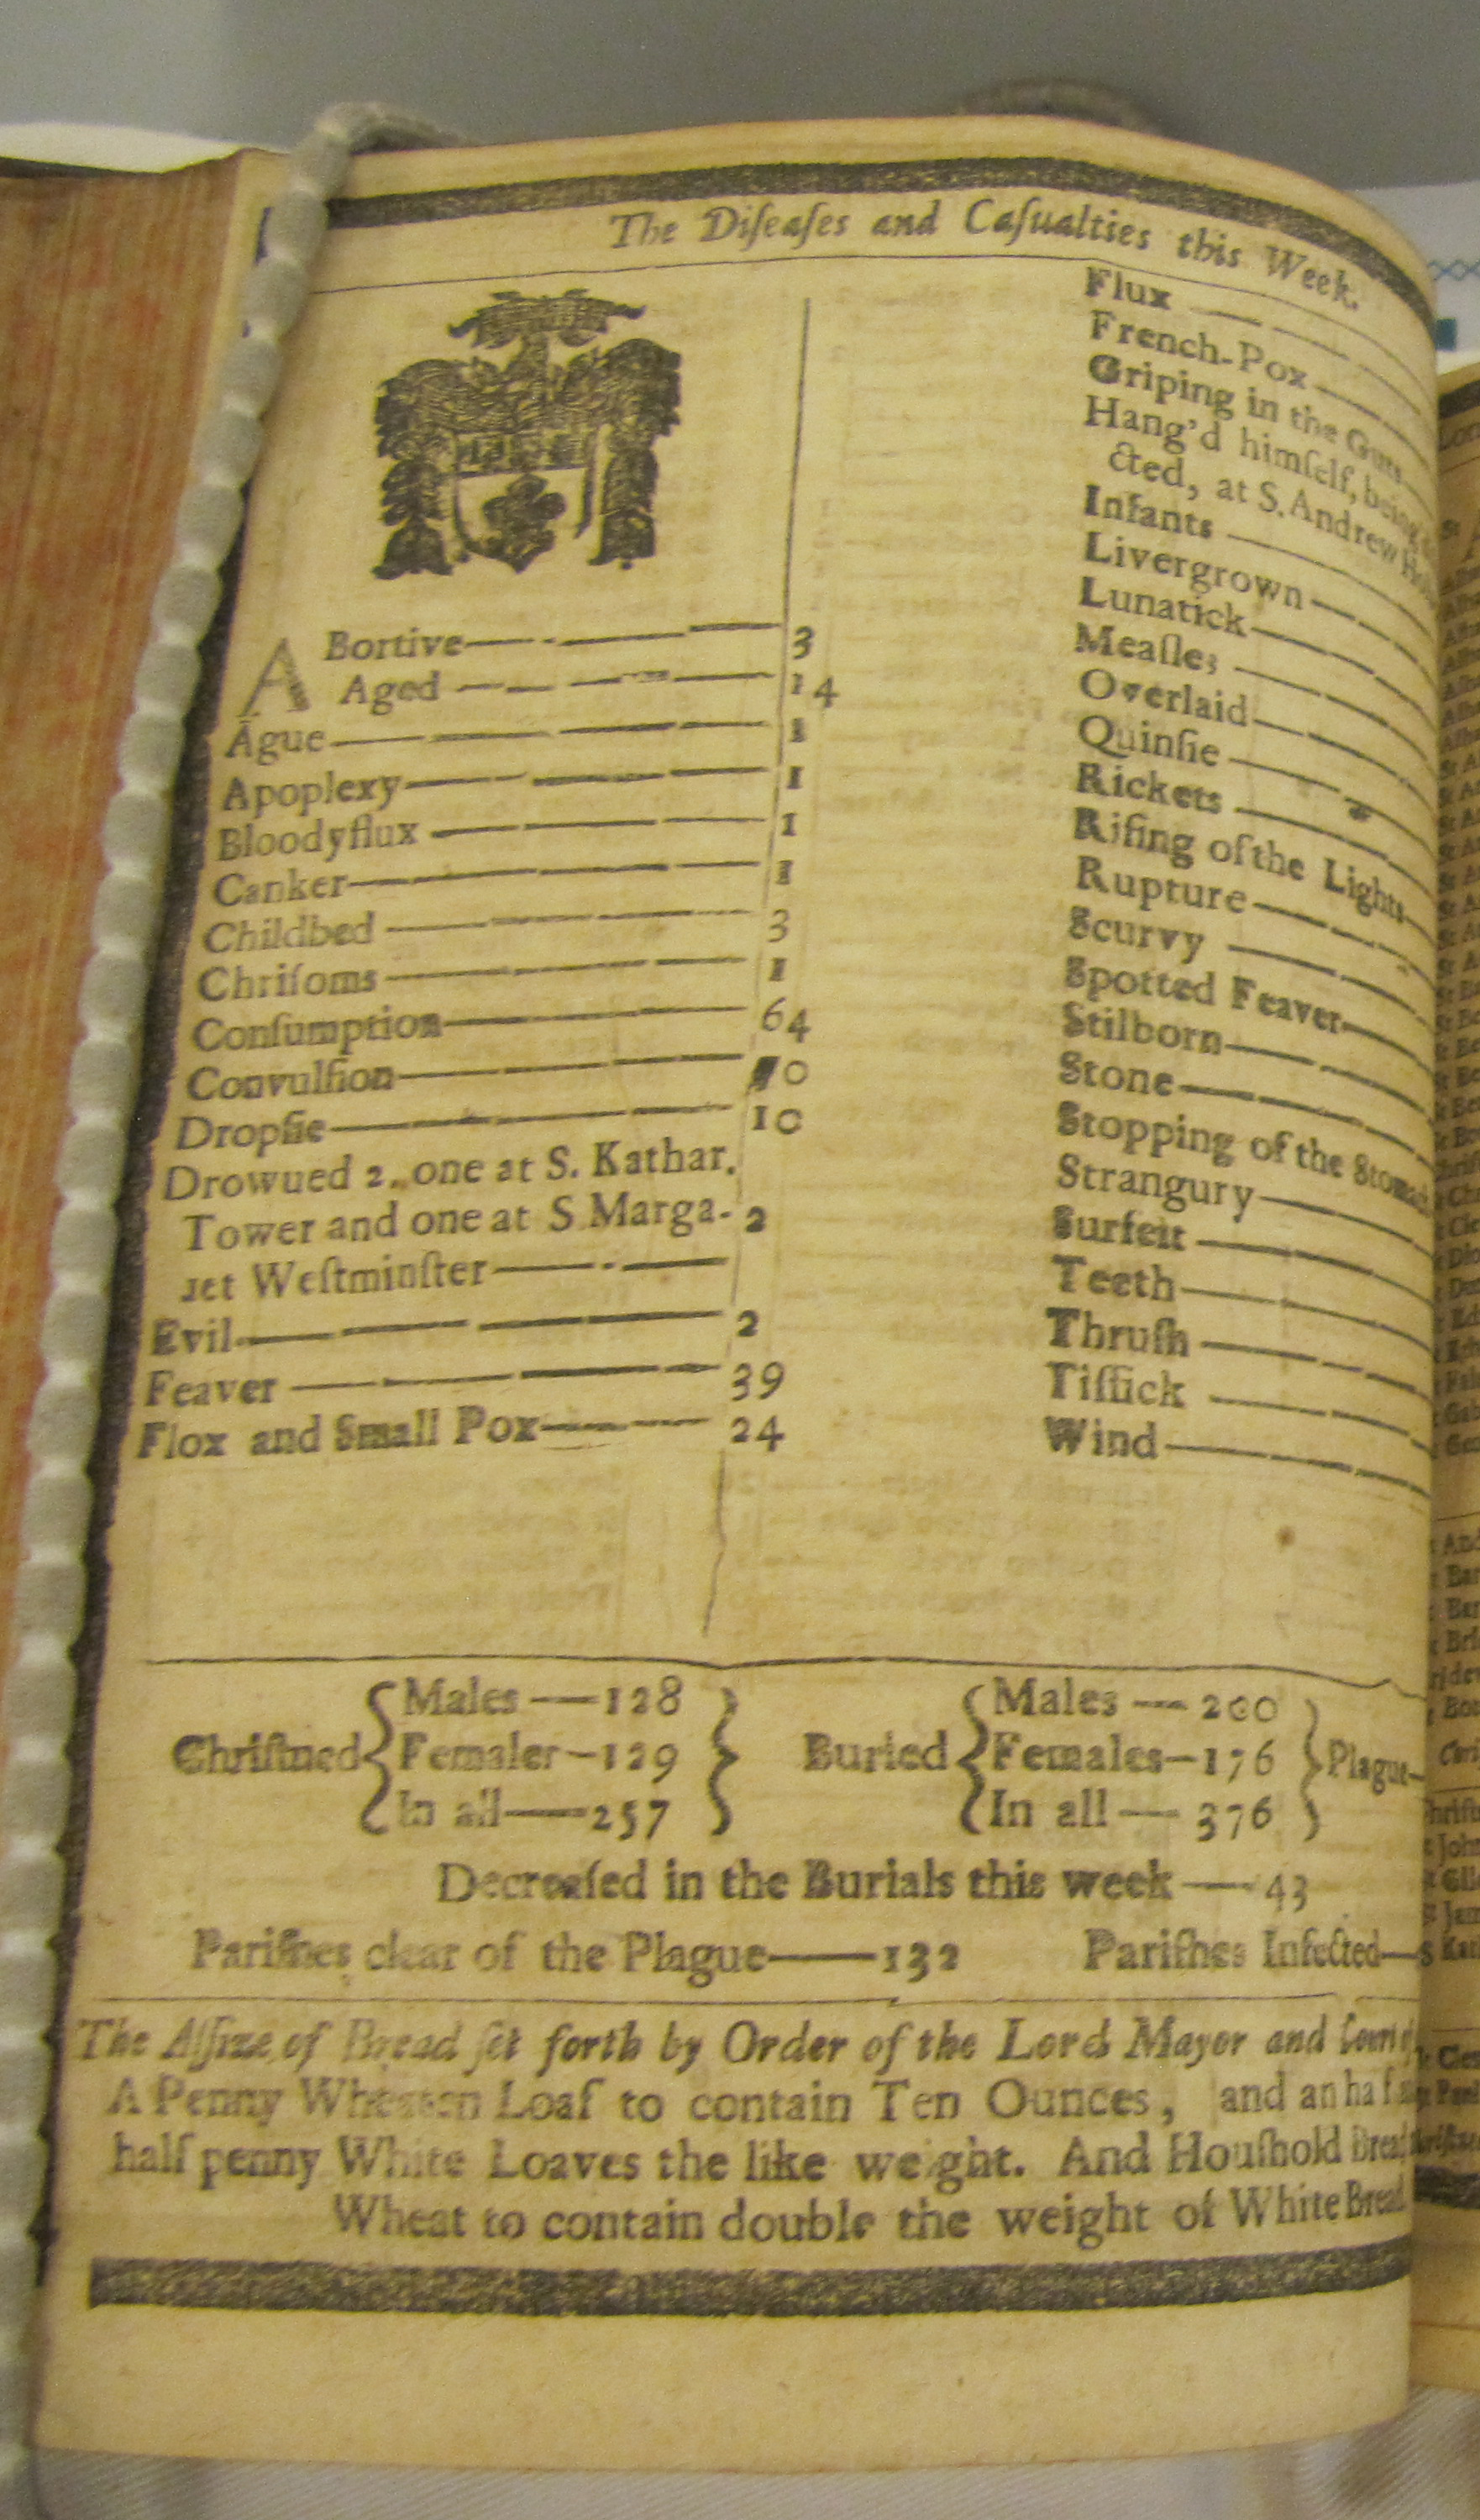 The Diſeaſes and Caſualties this Week.
ABortive 3
Aged 14
Ague 1
Apoplexy 1
Bloodyflux 1
Canker 1
Childbed 3
Chriſoms 1
Conſumption 64
Convulſion 0
Dropſie 10
Drowued 2. one at S. Kathar.
Tower and one at S Marga- 2
ret Weſtminſter
Evil 2
Feaver 39
Flox and Small Pox 24
Flux
French-Pox
Griping in the Guts
Hang'd himſelf, being
cted, at S. Andrew
Infants
Livergrown
Lunatick
Meaſles
Overlaid
Quinſie
Rickets
Riſing of the Lights
Rupture
Scurvy
Spotted Feaver
Stilborn
Stone
Stopping of the Stomach
Strangury
Surfeit
Teeth
Thruſh
Tiſſick
Wind
Chriſtned
Males — 128
Femaler — 129
In all — 257
Buried
Males — 200
Females — 176
In all — 376
Plague
Decreaſed in the Burials this week — 43
Pariſhes clear of the Plague — 132 Pariſhes Infected —
The Aſſize of Bread ſet forth by Order of the Lord Mayor and Court of
A Penny Wheaten Loaf to contain Ten Ounces, and an ha f
half penny White Loaves the like weight. And Houſhold Bread
Wheat to contain double the weight of White Bread